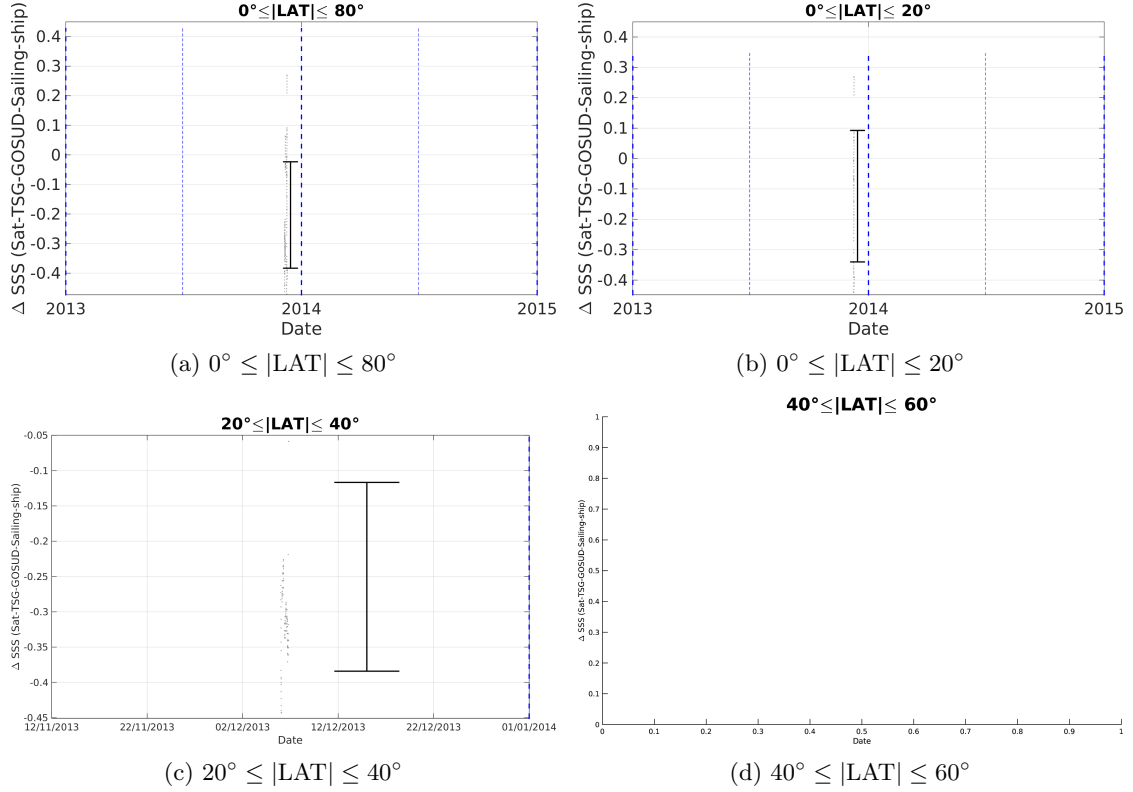 0°≤|LAT|≤ 80°
Δ SSS (Sat-TSG-GOSUD-Sailing-ship)
0.4
0.3
0.2
0.1
0
-0.1
-0.2
-0.3
-0.4
2013 2014 2015
Date
(a) 0° ≤ |LAT| ≤ 80°
0°≤|LAT|≤ 20°
Δ SSS (Sat-TSG-GOSUD-Sailing-ship)
0.4
0.3
0.2
0.1
0
-0.1
-0.2
-0.3
-0.4
2013 2014 2015
Date
(b) 0° ≤ |LAT| ≤ 20°
20°≤|LAT|≤ 40°
Δ SSS (Sat-TSG-GOSUD-Sailing-ship)
-0.05
-0.1
-0.15
-0.2
-0.25
-0.3
-0.35
-0.4
-0.45
12/11/2013 22/11/2013 02/12/2013 12/12/2013 22/12/2013 01/01/2014
Date
(c) 20° ≤ |LAT| ≤ 40°
40°≤|LAT|≤ 60°
Δ SSS (Sat-TSG-GOSUD-Sailing-ship)
1
0.9
0.8
0.7
0.6
0.5
0.4
0.3
0.2
0.1
0
0 0.1 0.2 0.3 0.4 0.5 0.6 0.7 0.8 0.9 1
Date
(d) 40° ≤ |LAT| ≤ 60°